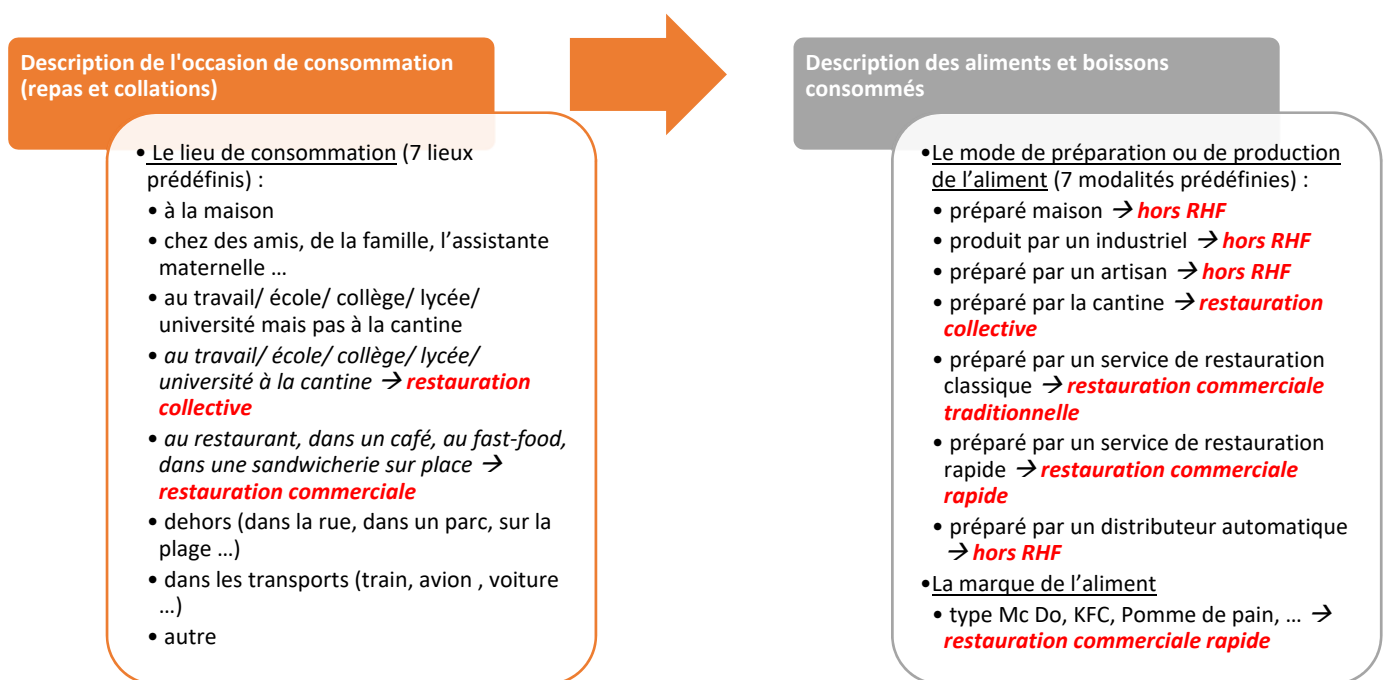 Description de l'occasion de consommation
(repas et collations)
• Le lieu de consommation (7 lieux
prédéfinis) :
• à la maison
• chez des amis, de la famille, l’assistante
maternelle …
• au travail/ école/ collège/ lycée/
université mais pas à la cantine
• au travail/ école/ collège/ lycée/
université à la cantine → restauration
collective
• au restaurant, dans un café, au fast-food,
dans une sandwicherie sur place →
restauration commerciale
• dehors (dans la rue, dans un parc, sur la
plage …)
• dans les transports (train, avion , voiture
…)
• autre
Description des aliments et boissons
consommés
•Le mode de préparation ou de production
de l’aliment (7 modalités prédéfinies) :
• préparé maison → hors RHF
• produit par un industriel → hors RHF
• préparé par un artisan → hors RHF
• préparé par la cantine → restauration
collective
• préparé par un service de restauration
classique → restauration commerciale
traditionnelle
• préparé par un service de restauration
rapide → restauration commerciale
rapide
• préparé par un distributeur automatique
→ hors RHF
•La marque de l’aliment
• type Mc Do, KFC, Pomme de pain, … →
restauration commerciale rapide